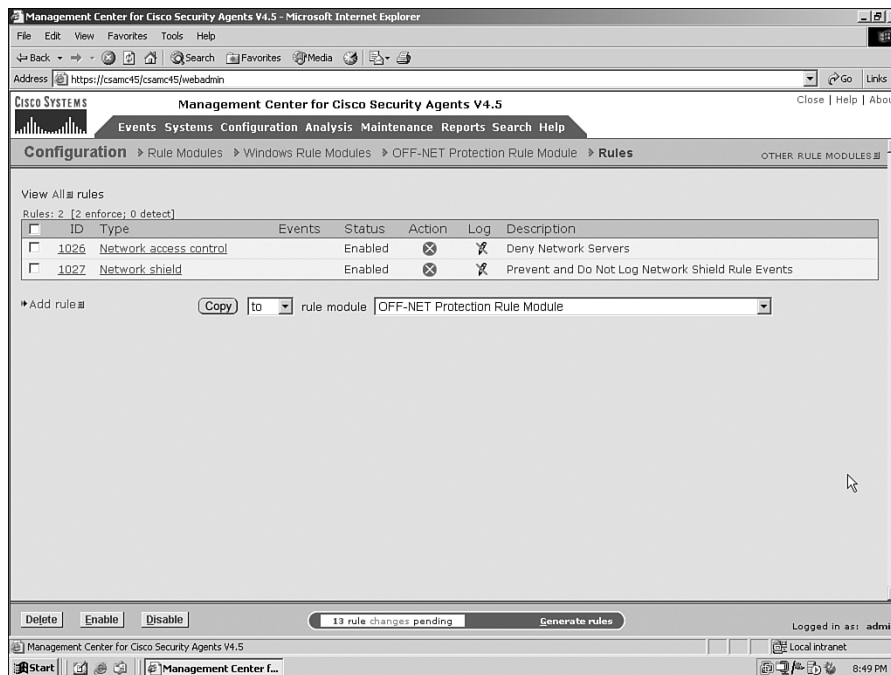 Management Center for Cisco Security Agents V4.5 - Microsoft Internet Explorer
File Edit View Favorites Tools Help
Back Search Favorites Media
Address https://csamc45/csamc45/webadmin Go Links
CISCO SYSTEMS
Management Center for Cisco Security Agents V4.5
Close | Help | Abou
Events Systems Configuration Analysis Maintenance Reports Search Help
Configuration Rule Modules Windows Rule Modules OFF-NET Protection Rule Module Rules OTHER RULE MODULES
View All rules
Rules: 2 [2 enforce; 0 detect]
ID Type Events Status Action Log Description
1026 Network access control Enabled Deny Network Servers
1027 Network shield Enabled Prevent and Do Not Log Network Shield Rule Events
Add rule Copy to rule module OFF-NET Protection Rule Module
Delete Enable Disable 13 rule changes pending Generate rules Logged in as: admi
Management Center for Cisco Security Agents V4.5 Local intranet
Start Management Center f... 8:49 PM